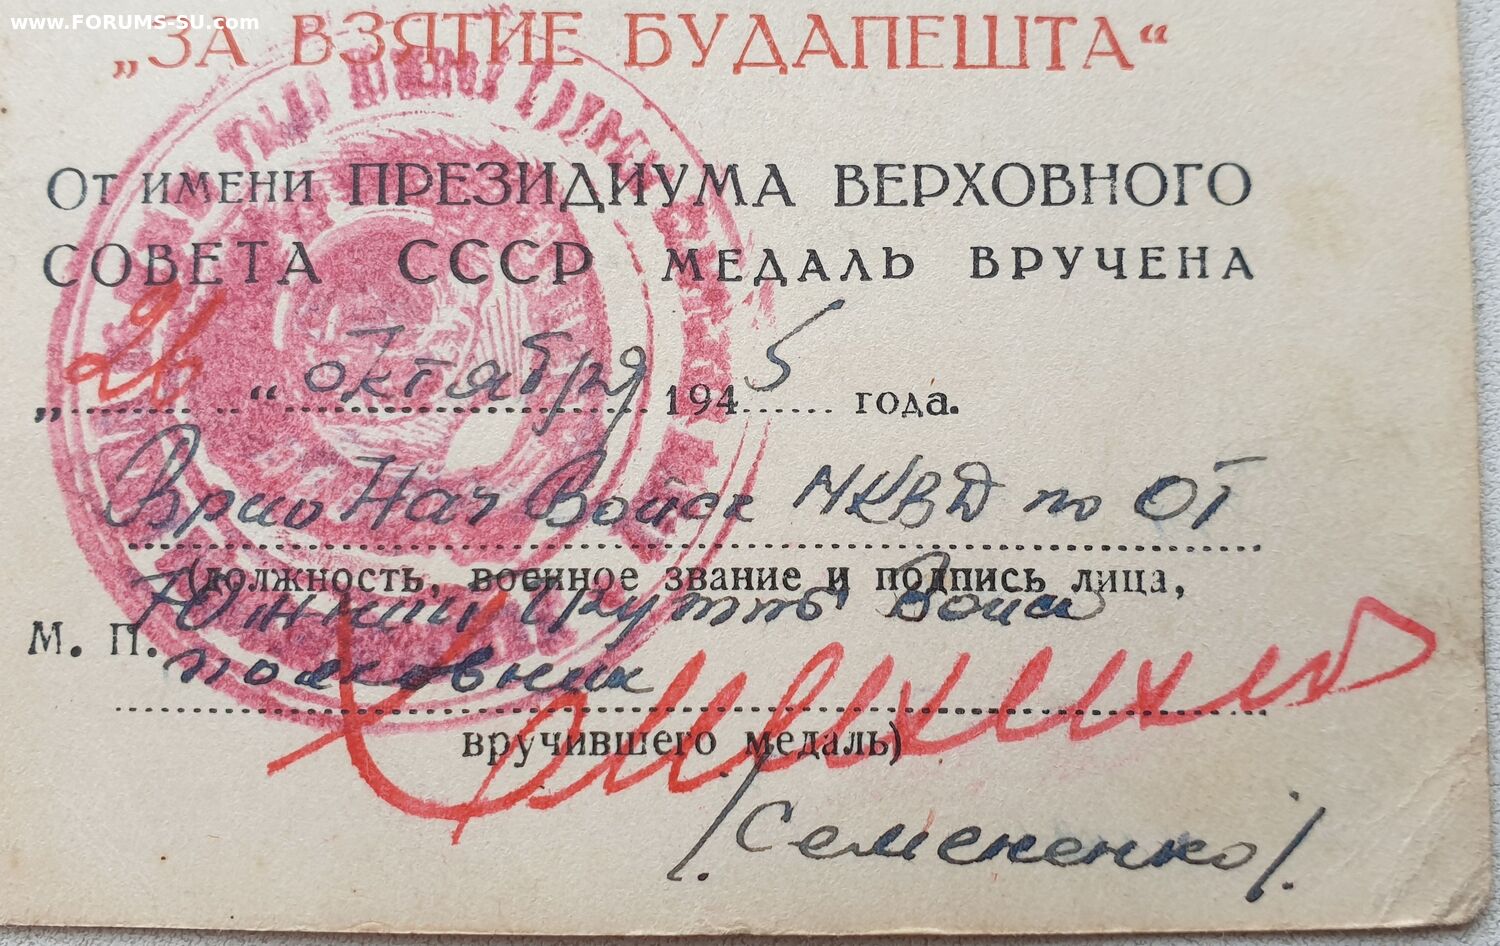 www.FORUMS-SU.com
„ЗА ВЗЯТИЕ БУДАПЕШТА“
От имени ПРЕЗИДИУМА ВЕРХОВНОГО
СОВЕТА СССР МЕДАЛЬ ВРУЧЕНА
„26“ октября 1945 года.
Врио Нач Войск НКВД по ОТ
(должность, военное звание и подпись лица,
Южной Группы Войск
М. П. полковник
вручившего медаль)
/Семененко/.